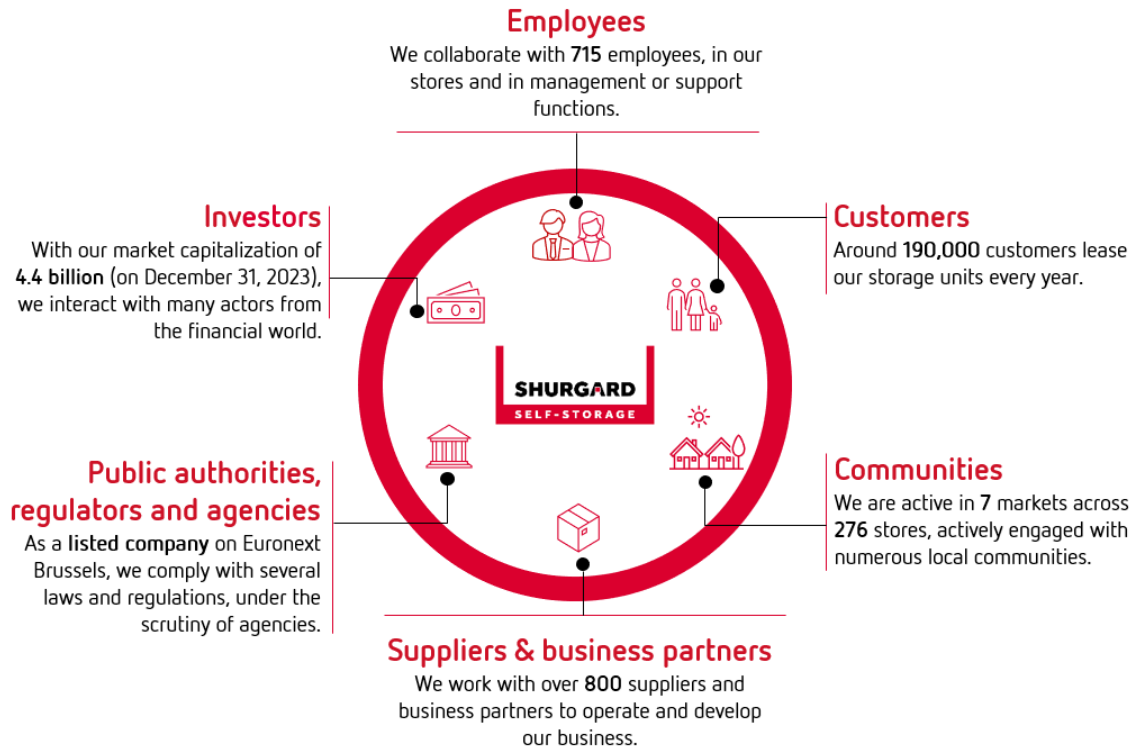 Employees
We collaborate with 715 employees, in our
stores and in management or support
functions.
Investors
With our market capitalization of
4.4 billion (on December 31, 2023),
we interact with many actors from
the financial world.
Customers
Around 190,000 customers lease
our storage units every year.
SHURGARD
SELF-STORAGE
Public authorities,
regulators and agencies
As a listed company on Euronext
Brussels, we comply with several
laws and regulations, under the
scrutiny of agencies.
Communities
We are active in 7 markets across
276 stores, actively engaged with
numerous local communities.
Suppliers & business partners
We work with over 800 suppliers and
business partners to operate and develop
our business.